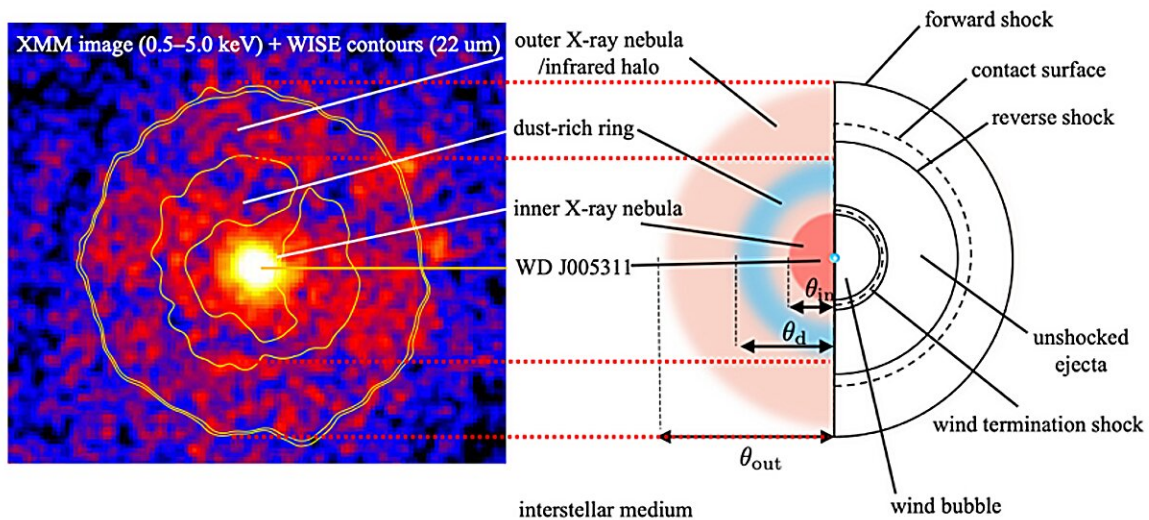 XMM image (0.5–5.0 keV) + WISE contours (22 um)
outer X-ray nebula
/infrared halo
dust-rich ring
inner X-ray nebula
WD J005311
θin
θd
θout
interstellar medium
forward shock
contact surface
reverse shock
unshocked
ejecta
wind termination shock
wind bubble